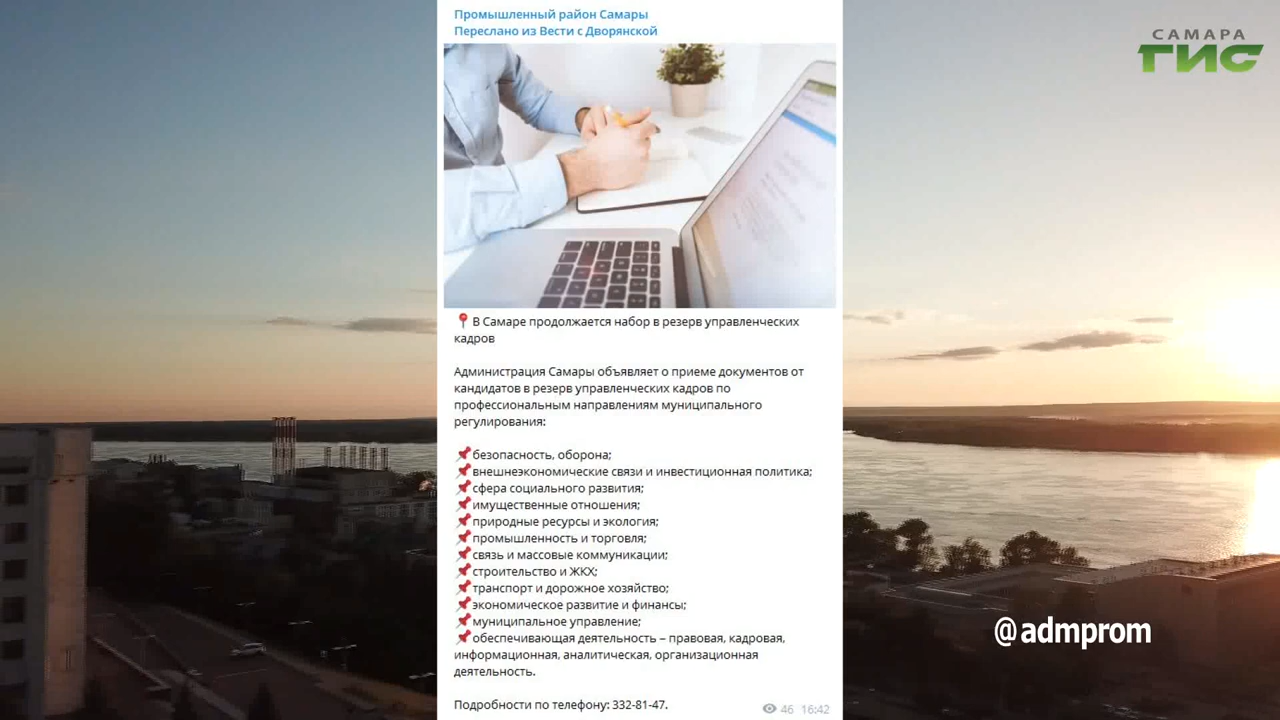 Промышленный район Самары
Переслано из Вести с Дворянской
САМАРА
ГИС
В Самаре продолжается набор в резерв управленческих
кадров
Администрация Самары объявляет о приеме документов от
кандидатов в резерв управленческих кадров по
профессиональным направлениям муниципального
регулирования:
безопасность, оборона;
внешнеэкономические связи и инвестиционная политика;
сфера социального развития;
имущественные отношения;
природные ресурсы и экология;
промышленность и торговля;
связь и массовые коммуникации;
строительство и ЖКХ;
транспорт и дорожное хозяйство;
экономическое развитие и финансы;
муниципальное управление;
обеспечивающая деятельность – правовая, кадровая,
информационная, аналитическая, организационная
деятельность.
Подробности по телефону: 332-81-47.
46 16:42
@admprom